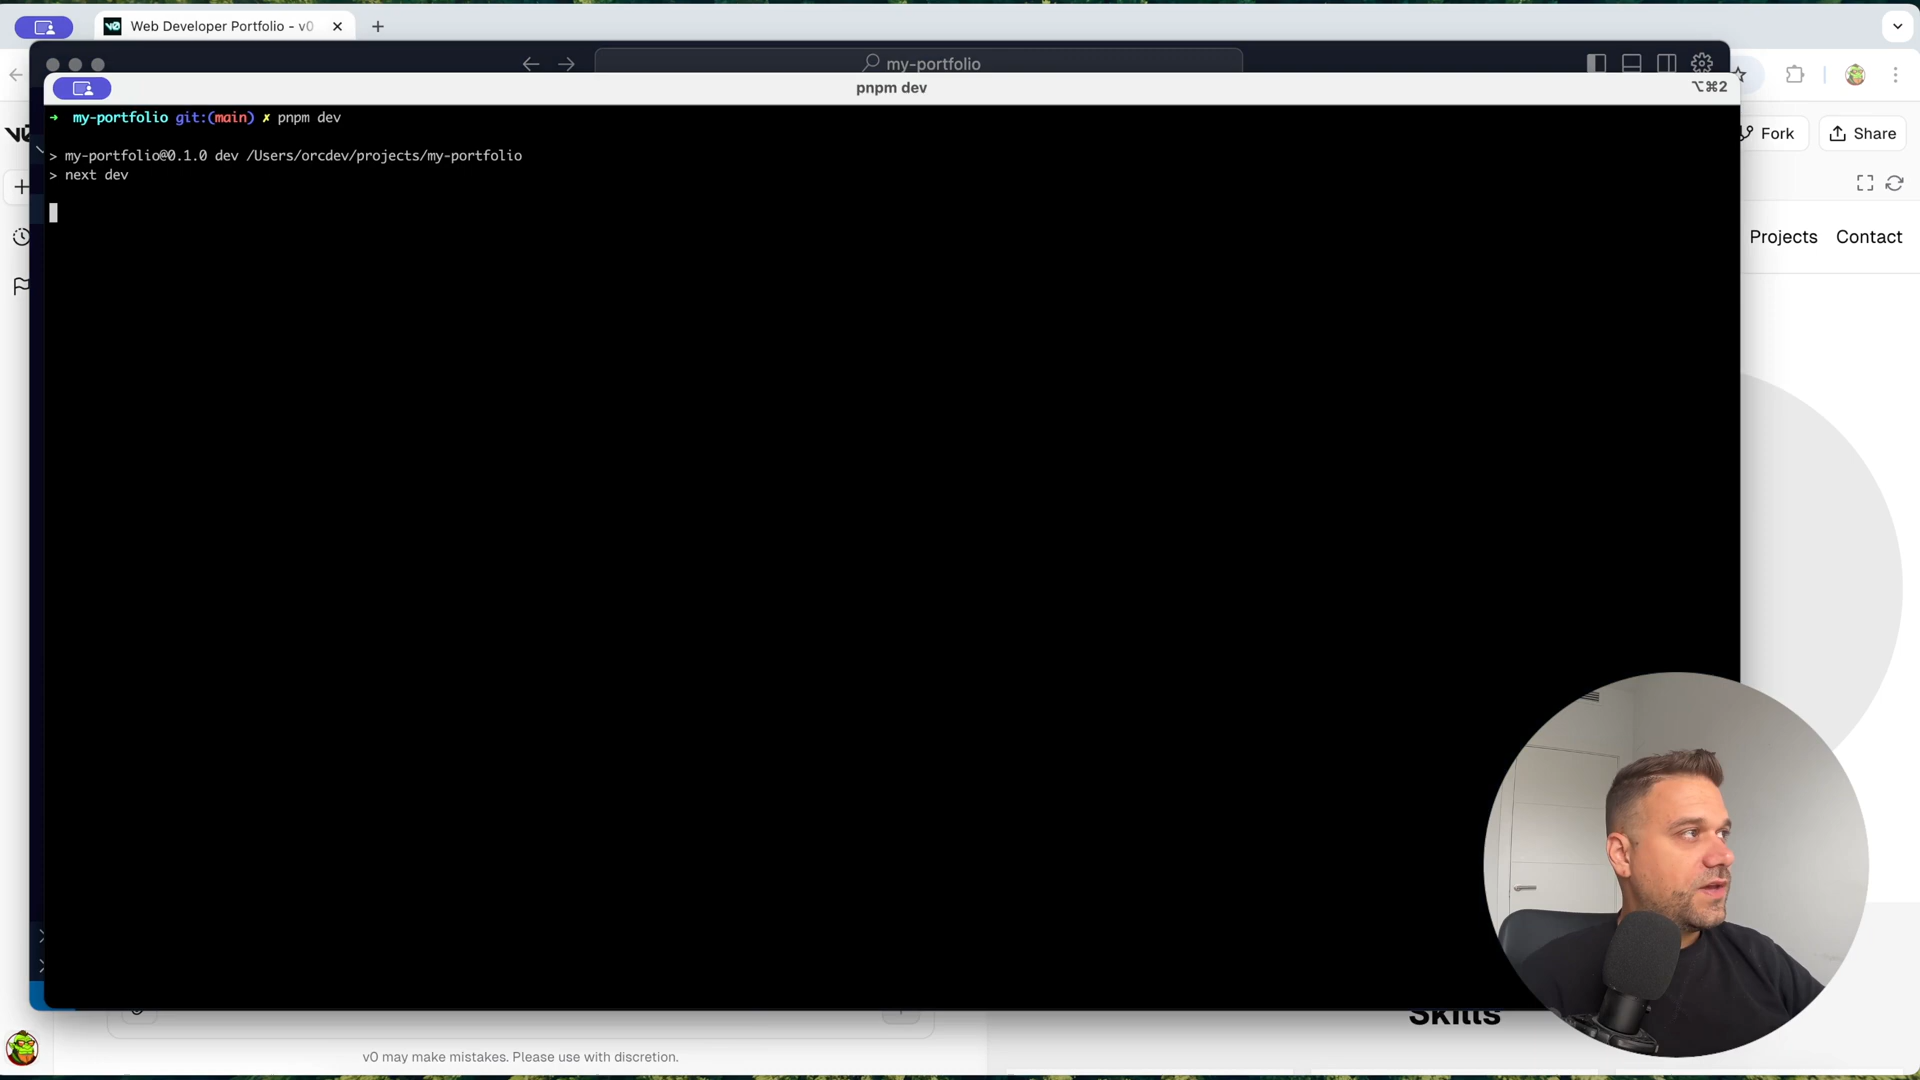 Web Developer Portfolio - v0
my-portfolio
pnpm dev
⌥⌘2
→ my-portfolio git:(main) ✗ pnpm dev
> my-portfolio@0.1.0 dev /Users/orcdev/projects/my-portfolio
> next dev
Fork
Share
Projects
Contact
Skills
v0 may make mistakes. Please use with discretion.